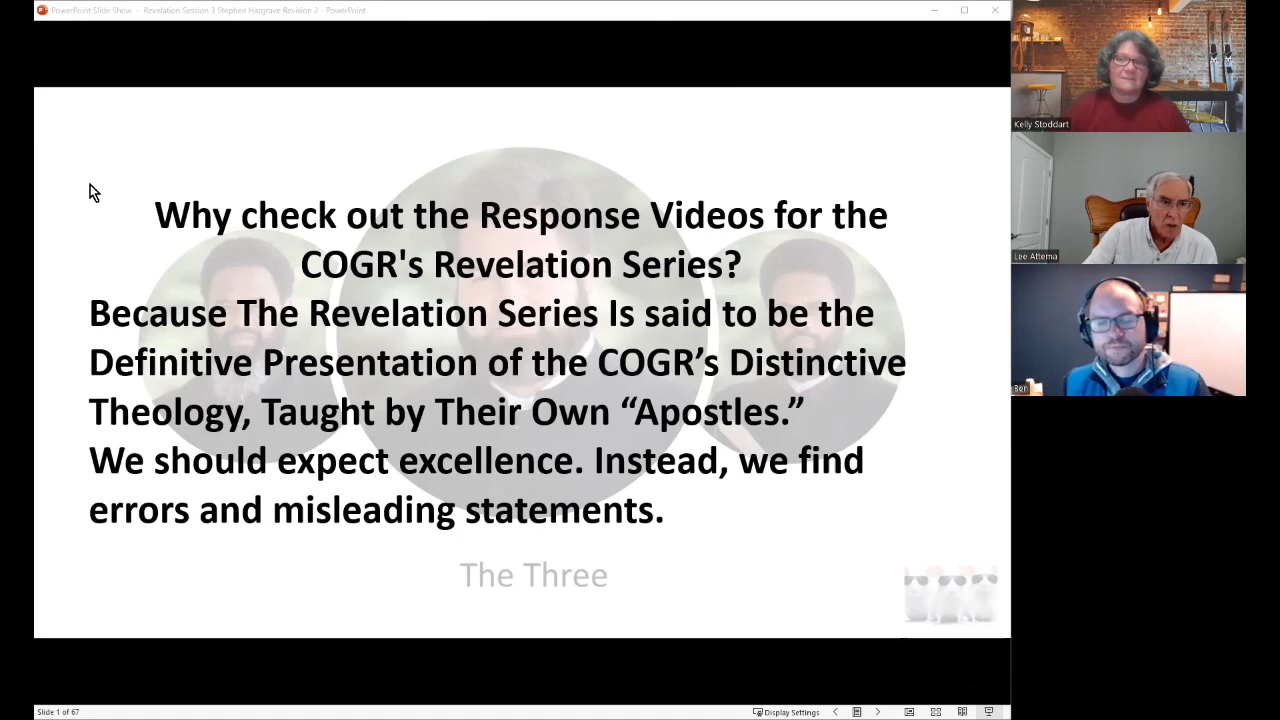 PowerPoint Slide Show - Revelation Session 3 Stephen Hargrave Revision 2 - PowerPoint
Why check out the Response Videos for the
COGR's Revelation Series?
Because The Revelation Series Is said to be the
Definitive Presentation of the COGR’s Distinctive
Theology, Taught by Their Own “Apostles.”
We should expect excellence. Instead, we find
errors and misleading statements.
The Three
Kelly Stoddart
Lee Attema
Ben
Slide 1 of 67
Display Settings